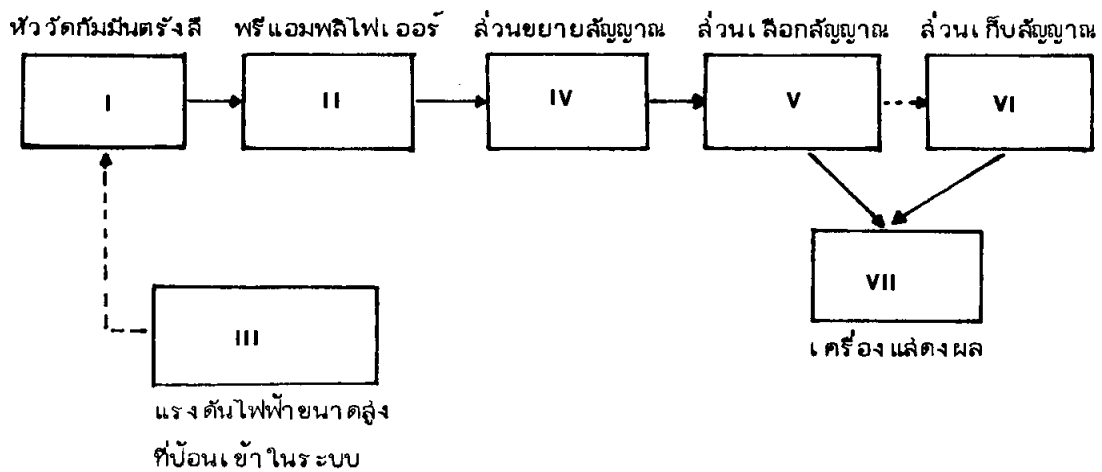 หัววัดกัมมันตรังสี พรีแอมพลิไฟเออร์ ส่วนขยายสัญญาณ ส่วนเลือกสัญญาณ ส่วนเก็บสัญญาณ
I II IV V VI
VII
III
เครื่องแสดงผล
แรงดันไฟฟ้าขนาดสูง
ที่ป้อนเข้าในระบบ